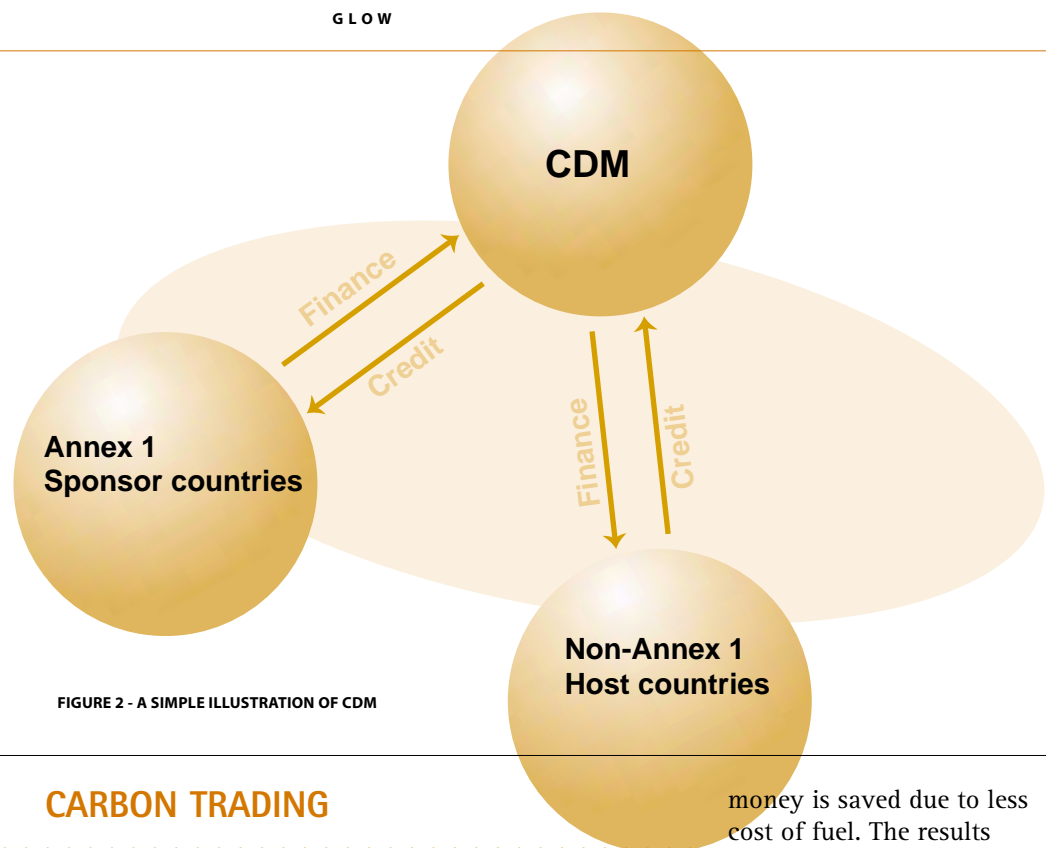 GLOW
CDM
Finance
Credit
Finance
Credit
Annex 1
Sponsor countries
Non-Annex 1
Host countries
FIGURE 2 - A SIMPLE ILLUSTRATION OF CDM
CARBON TRADING
money is saved due to less
cost of fuel. The results